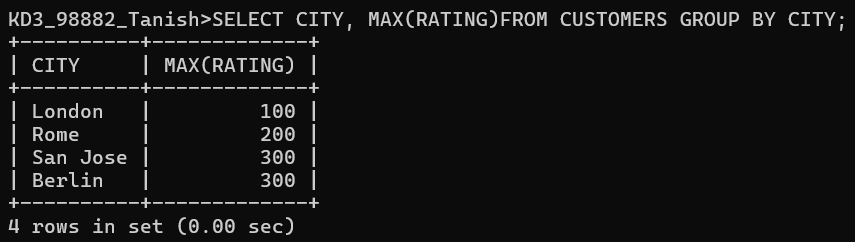 KD3_98882_Tanish>SELECT CITY, MAX(RATING)FROM CUSTOMERS GROUP BY CITY;
+----------+-------------+
| CITY     | MAX(RATING) |
+----------+-------------+
| London   |         100 |
| Rome     |         200 |
| San Jose |         300 |
| Berlin   |         300 |
+----------+-------------+
4 rows in set (0.00 sec)